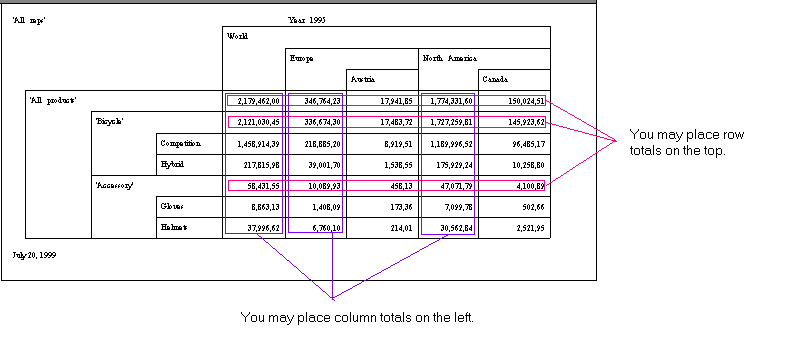 'All reps' Year 1995
World
Europe North America
Austria Canada
'All products' 2,179,462,00 346,764,23 17,941,85 1,774,331,60 150,024,51
'Bicycle' 2,121,030,45 336,674,30 17,483,72 1,727,259,81 145,923,62
Competition 1,458,914,39 218,885,20 8,919,51 1,189,996,52 96,485,17
Hybrid 217,815,98 39,001,70 1,538,55 175,929,24 10,258,80
'Accessory' 58,431,55 10,089,93 458,13 47,071,79 4,100,89
Gloves 8,863,13 1,408,09 173,36 7,099,78 502,66
Helmets 37,996,62 6,760,10 214,01 30,562,84 2,521,95
July 20, 1999
You may place row
totals on the top.
You may place column totals on the left.